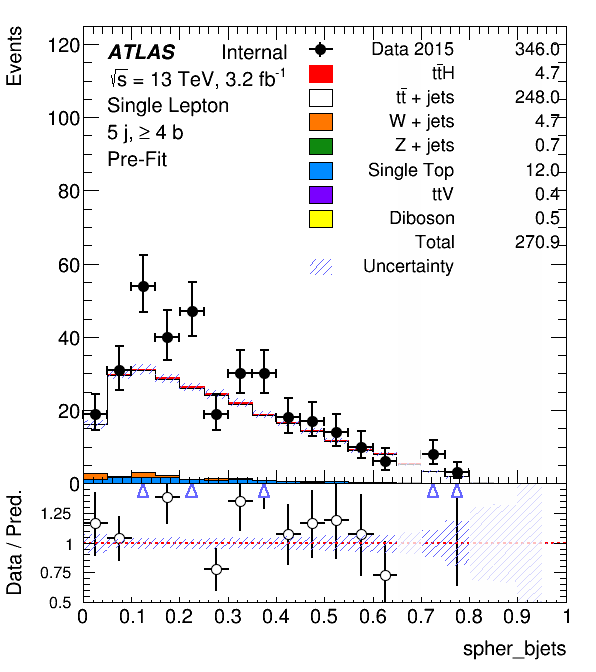 Events
120
100
80
60
40
20
0
ATLAS Internal
√s = 13 TeV, 3.2 fb⁻¹
Single Lepton
5 j, ≥ 4 b
Pre-Fit
Data 2015 346.0
tt̄H 4.7
tt̄ + jets 248.0
W + jets 4.7
Z + jets 0.7
Single Top 12.0
ttV 0.4
Diboson 0.5
Total 270.9
Uncertainty
Data / Pred.
1.25
1
0.75
0.5
0 0.1 0.2 0.3 0.4 0.5 0.6 0.7 0.8 0.9 1
spher_bjets